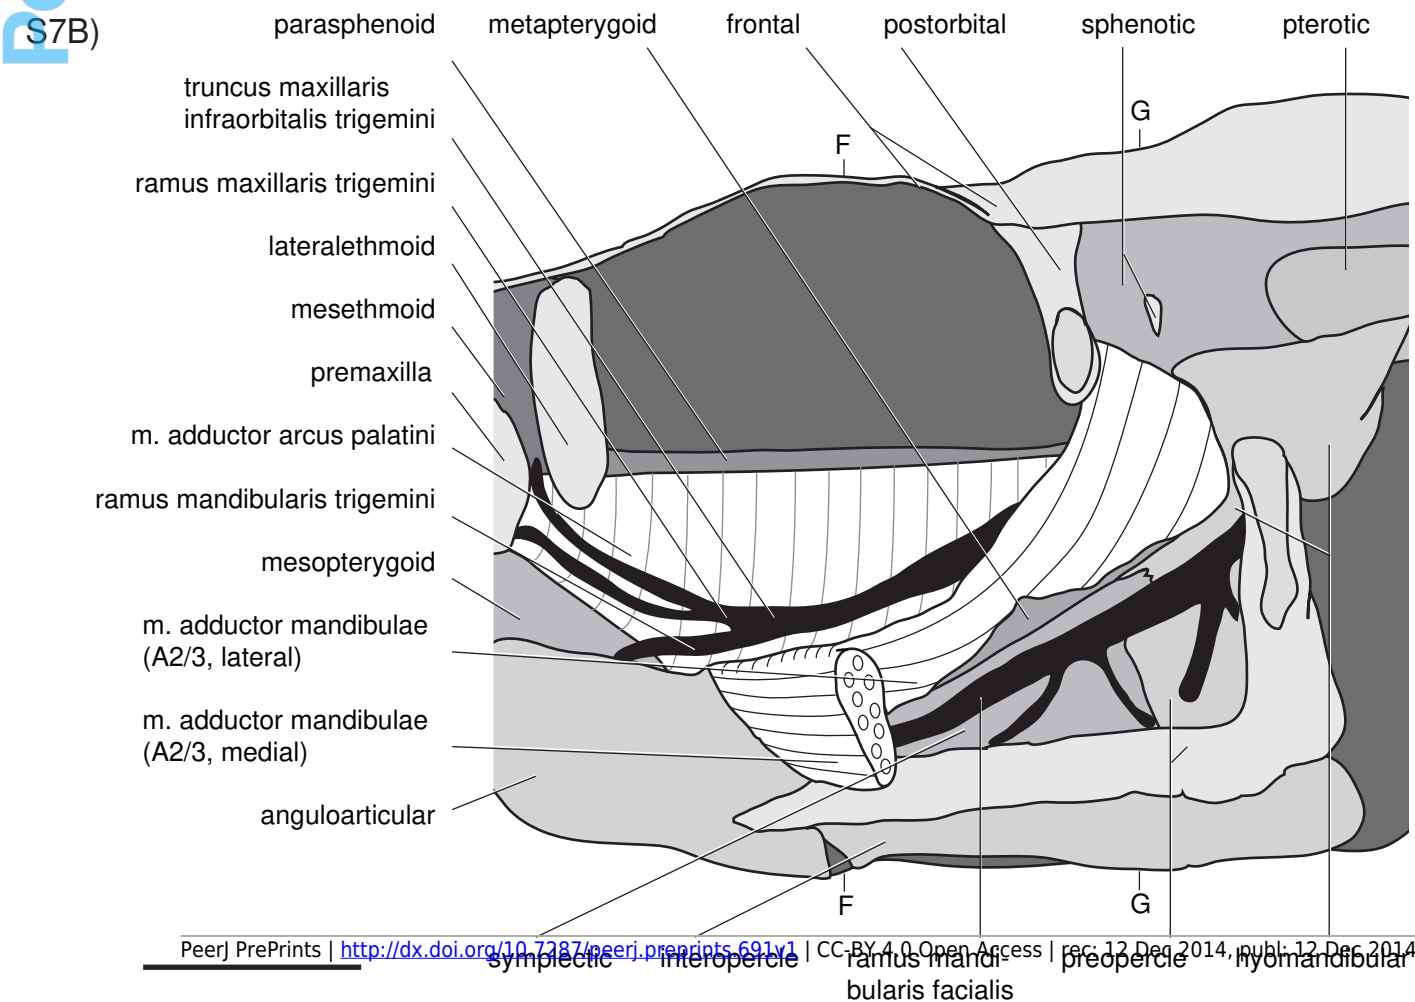 S7B)
parasphenoid metapterygoid frontal postorbital sphenotic pterotic
truncus maxillaris
infraorbitalis trigemini
G
F
ramus maxillaris trigemini
lateralethmoid
mesethmoid
premaxilla
m. adductor arcus palatini
ramus mandibularis trigemini
mesopterygoid
m. adductor mandibulae
(A2/3, lateral)
m. adductor mandibulae
(A2/3, medial)
anguloarticular
F G
PeerJ PrePrints | http://dx.doi.org/10.7287/peerj.preprints.691v1 | CC-BY 4.0 Open Access | rec: 12 Dec 2014, publ: 12 Dec 2014
symplectic interopercle ramus mandi- preopercle hyomandibular
bularis facialis